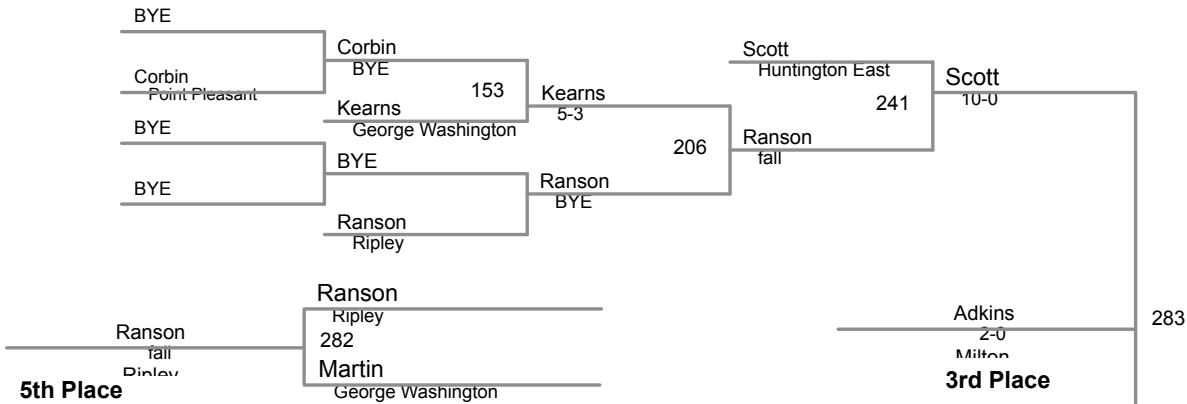 BYE
Corbin
Point Pleasant
BYE
BYE
Corbin
BYE
153
Kearns
George Washington
BYE
Ranson
Ripley
Kearns
5-3
206
Ranson
BYE
Scott
Huntington East
241
Ranson
fall
Scott
10-0
Ranson
Ripley
282
Martin
George Washington
Ranson
fall
Ripley
5th Place
Adkins
2-0
Milton
3rd Place
283